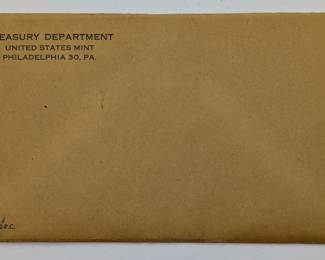 EASURY DEPARTMENT
UNITED STATES MINT
PHILADELPHIA 30, PA.
P.C.